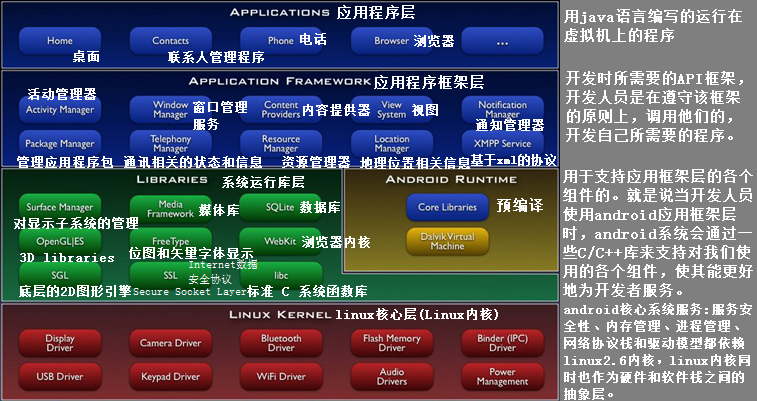 APPLICATIONS 应用程序层
Home
Contacts
Phone 电话
Browser 浏览器
...
桌面
联系人管理程序
用java语言编写的运行在
虚拟机上的程序
APPLICATION FRAMEWORK 应用程序框架层
活动管理器
Activity Manager
Window Manager
窗口管理
服务
Content Providers
内容提供器
View System
视图
Notification Manager
通知管理器
Package Manager
Telephony Manager
Resource Manager
Location Manager
XMPP Service
管理应用程序包 通讯相关的状态和信息 资源管理器 地理位置相关信息 基于xml的协议
开发时所需要的API框架，
开发人员是在遵守该框架
的原则上，调用他们的，
开发自己所需要的程序。
LIBRARIES
系统运行库层
Surface Manager
对显示子系统的管理
Media Framework
媒体库
SQLite
数据库
OpenGL|ES
3D libraries
FreeType
位图和矢量字体显示
WebKit
浏览器内核
SGL
底层的2D图形引擎
SSL
Internet数据
安全协议
Secure Socket Layer
libc
标准 C 系统函数库
ANDROID RUNTIME
Core Libraries
预编译
Dalvik Virtual Machine
用于支持应用框架层的各个
组件的。就是说当开发人员
使用android应用框架层
时，android系统会通过一
些C/C++库来支持对我们使
用的各个组件，使其能更好
地为开发者服务。
LINUX KERNEL linux核心层(Linux内核)
Display Driver
Camera Driver
Bluetooth Driver
Flash Memory Driver
Binder (IPC) Driver
USB Driver
Keypad Driver
WiFi Driver
Audio Drivers
Power Management
android核心系统服务:服务安
全性、内存管理、进程管理、
网络协议栈和驱动模型都依赖
linux2.6内核，linux内核同
时也作为硬件和软件栈之间的
抽象层。